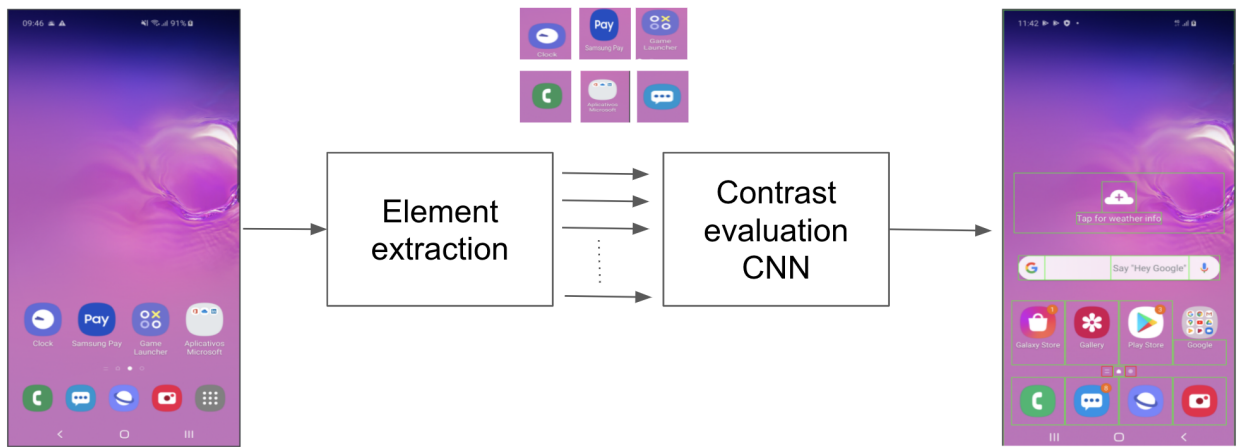 09:46
91%
Pay
Clock
Samsung Pay
Game
Launcher
Aplicativos
Microsoft
Pay
Clock
Samsung Pay
Game
Launcher
Aplicativos
Microsoft
Element
extraction
Contrast
evaluation
CNN
11:42
Tap for weather info
G
Say "Hey Google"
1
3
Galaxy Store
Gallery
Play Store
Google